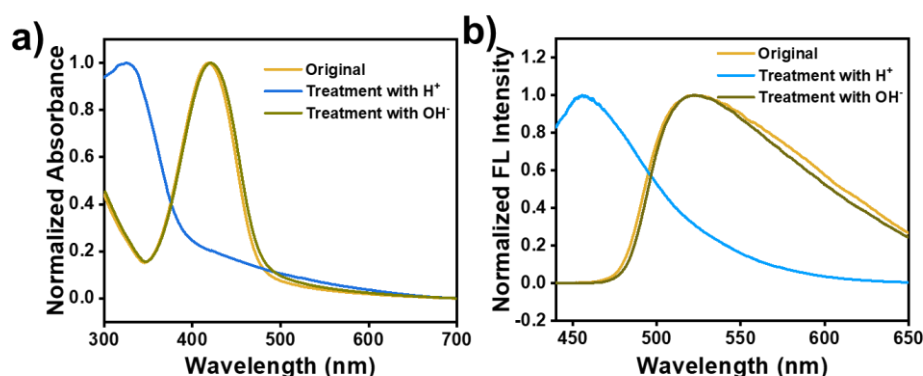 a)
Normalized Absorbance
1.0
0.8
0.6
0.4
0.2
0.0
Original
Treatment with H⁺
Treatment with OH⁻
300
400
500
600
700
Wavelength (nm)
b)
Normalized FL Intensity
1.2
1.0
0.8
0.6
0.4
0.2
0.0
-0.2
Original
Treatment with H⁺
Treatment with OH⁻
450
500
550
600
650
Wavelength (nm)